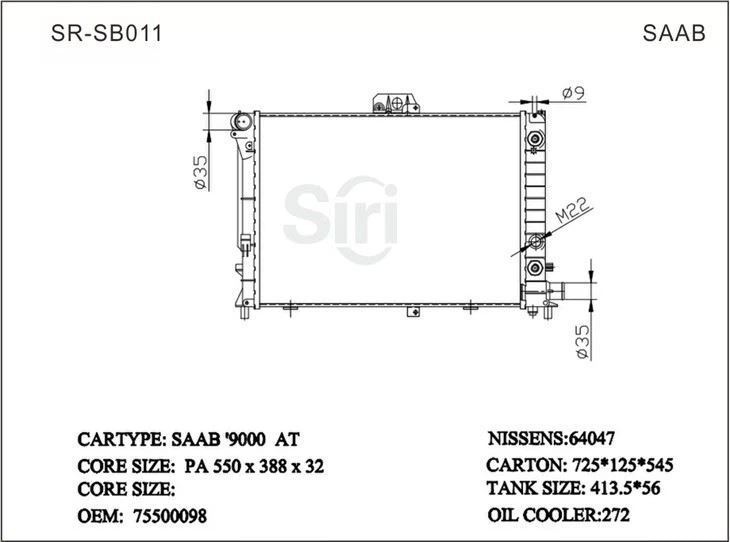 SR-SB011 SAAB
Ø9
Ø35
Siri
M22
Ø35
CARTYPE: SAAB '9000 AT NISSENS:64047
CORE SIZE: PA 550 x 388 x 32 CARTON: 725*125*545
CORE SIZE: TANK SIZE: 413.5*56
OEM: 75500098 OIL COOLER:272